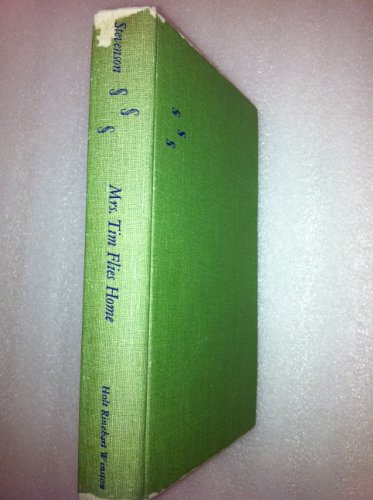 Stevenson
§ § §
Mrs. Tim Flies Home
Holt Rinehart Winston
§ § §